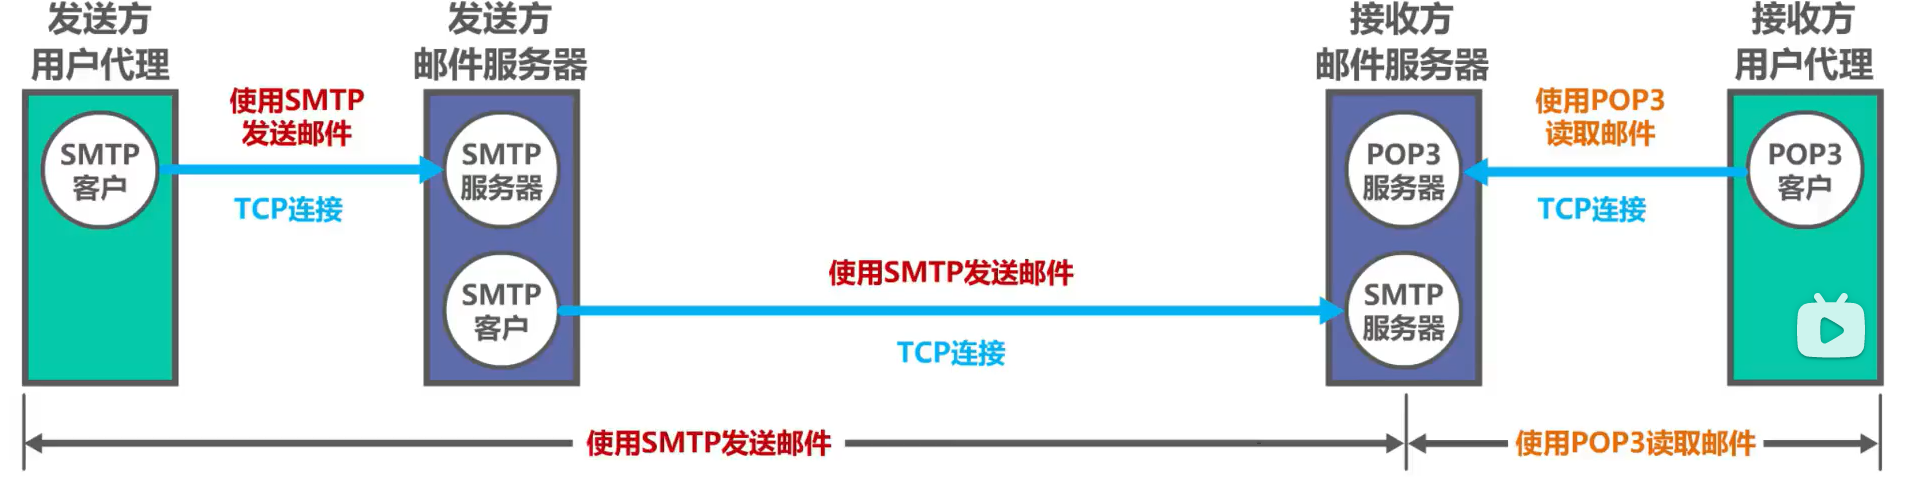 发送方
用户代理
发送方
邮件服务器
接收方
邮件服务器
接收方
用户代理
使用SMTP
发送邮件
使用POP3
读取邮件
SMTP
客户
SMTP
服务器
POP3
服务器
POP3
客户
TCP连接
TCP连接
使用SMTP发送邮件
SMTP
客户
SMTP
服务器
TCP连接
使用SMTP发送邮件
使用POP3读取邮件